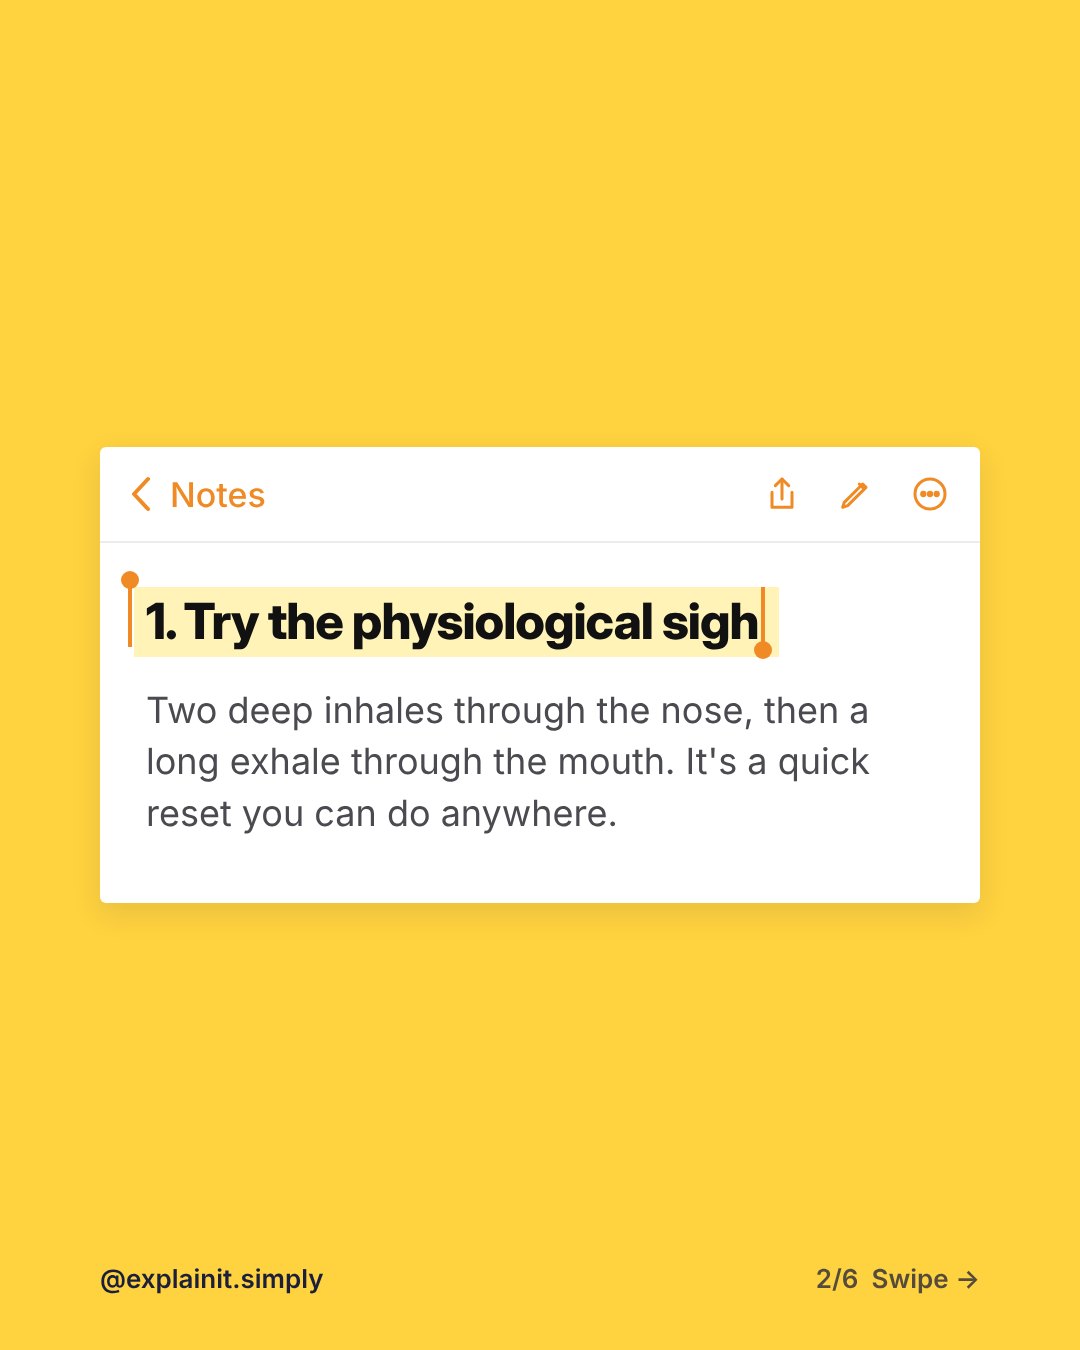 Notes
1. Try the physiological sigh
Two deep inhales through the nose, then a
long exhale through the mouth. It's a quick
reset you can do anywhere.
@explainit.simply
2/6 Swipe →